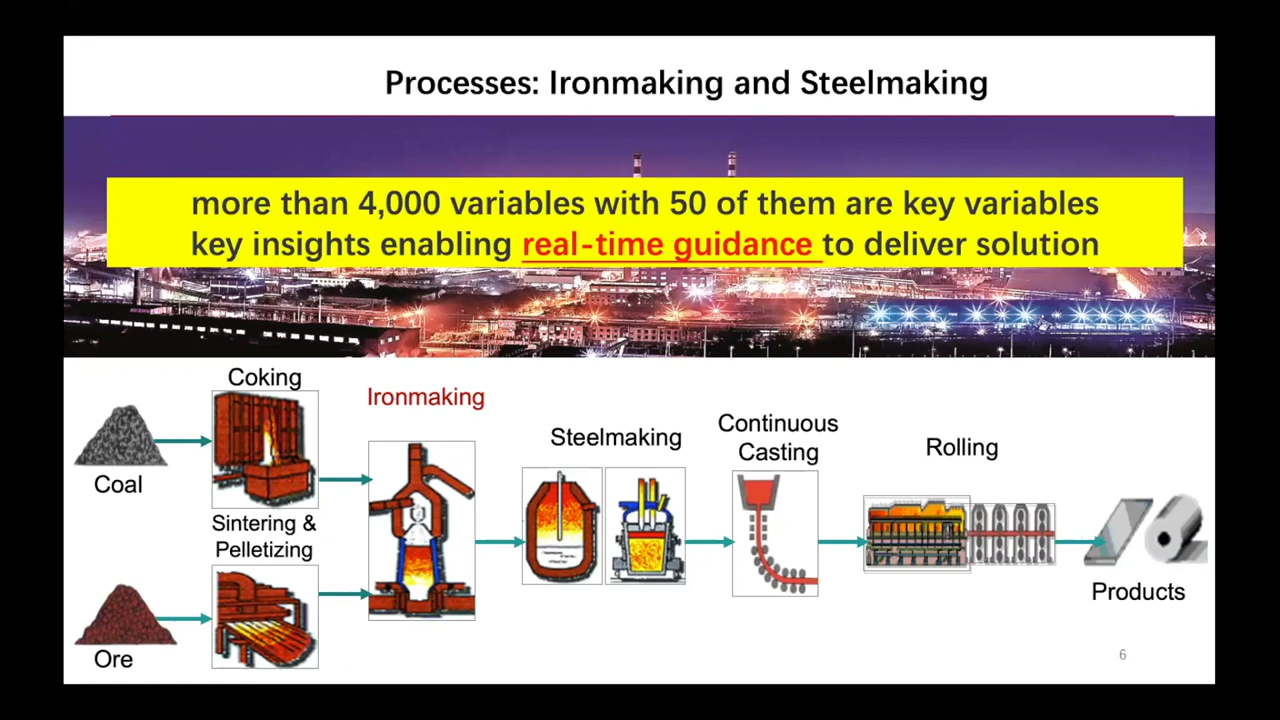 Processes: Ironmaking and Steelmaking
more than 4,000 variables with 50 of them are key variables
key insights enabling real-time guidance to deliver solution
Coking
Ironmaking
Steelmaking
Continuous
Casting
Rolling
Coal
Sintering &
Pelletizing
Products
Ore
6